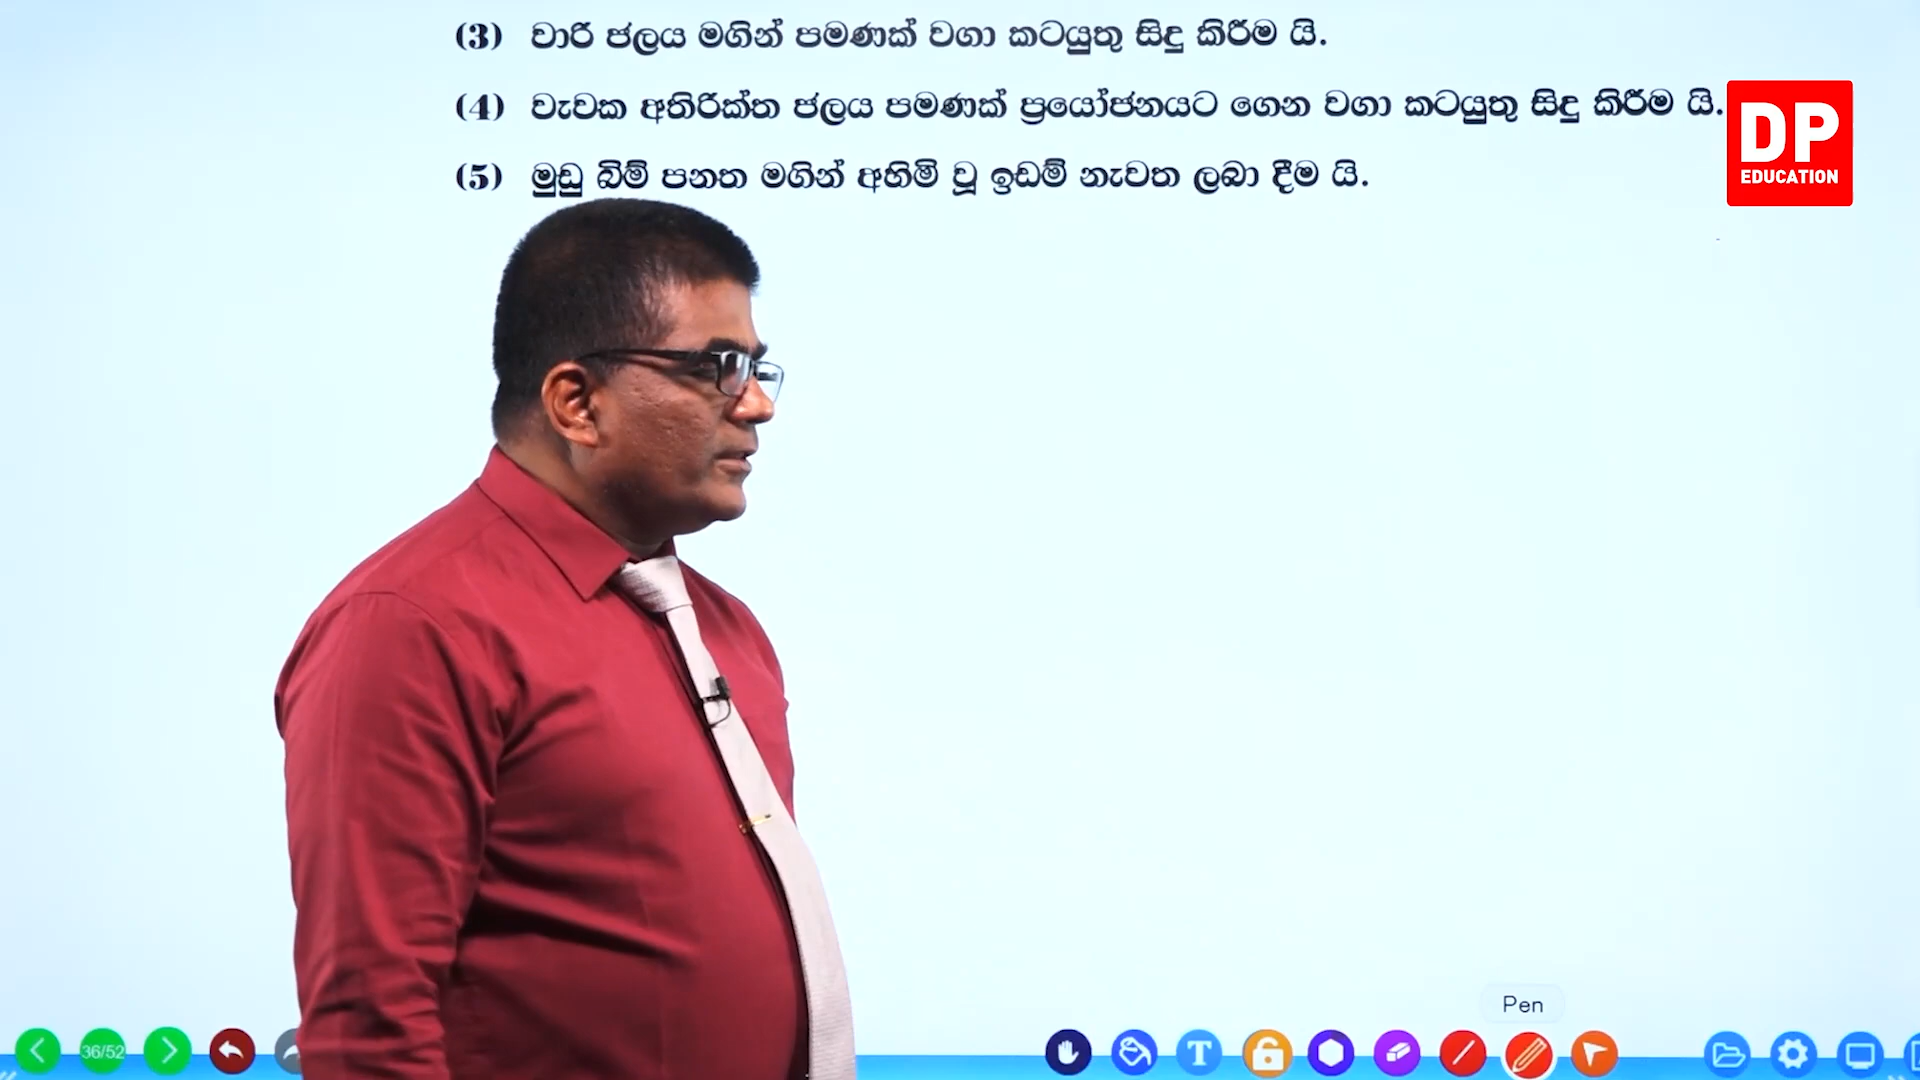 (3) වාරි ජලය මගින් පමණක් වගා කටයුතු සිදු කිරීම යි.
(4) වැවක අතිරික්ත ජලය පමණක් ප්‍රයෝජනයට ගෙන වගා කටයුතු සිදු කිරීම යි.
(5) මුඩු බිම් පනත මගින් අහිමි වූ ඉඩම් නැවත ලබා දීම යි.
DP
EDUCATION
Pen
36/52
T